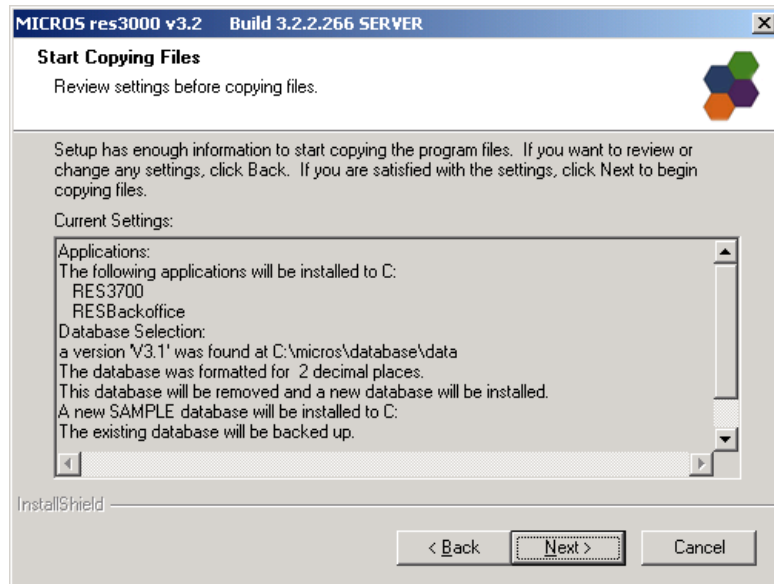 MICROS res3000 v3.2 Build 3.2.2.266 SERVER
Start Copying Files
Review settings before copying files.
Setup has enough information to start copying the program files. If you want to review or
change any settings, click Back. If you are satisfied with the settings, click Next to begin
copying files.
Current Settings:
Applications:
The following applications will be installed to C:
RES3700
RESBackoffice
Database Selection:
a version 'V3.1' was found at C:\micros\database\data
The database was formatted for 2 decimal places.
This database will be removed and a new database will be installed.
A new SAMPLE database will be installed to C:
The existing database will be backed up.
InstallShield
< Back
Next >
Cancel